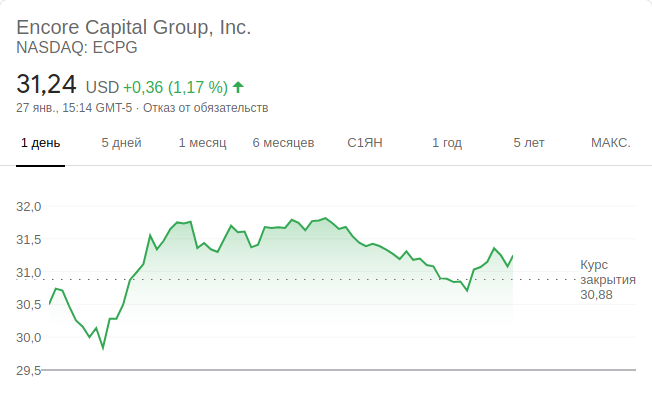 Encore Capital Group, Inc.
NASDAQ: ECPG
31,24 USD +0,36 (1,17 %)
27 янв., 15:14 GMT-5 · Отказ от обязательств
1 день 5 дней 1 месяц 6 месяцев С1ЯН 1 год 5 лет МАКС.
32,0
31,5
31,0
30,5
30,0
29,5
Курс
закрытия
30,88